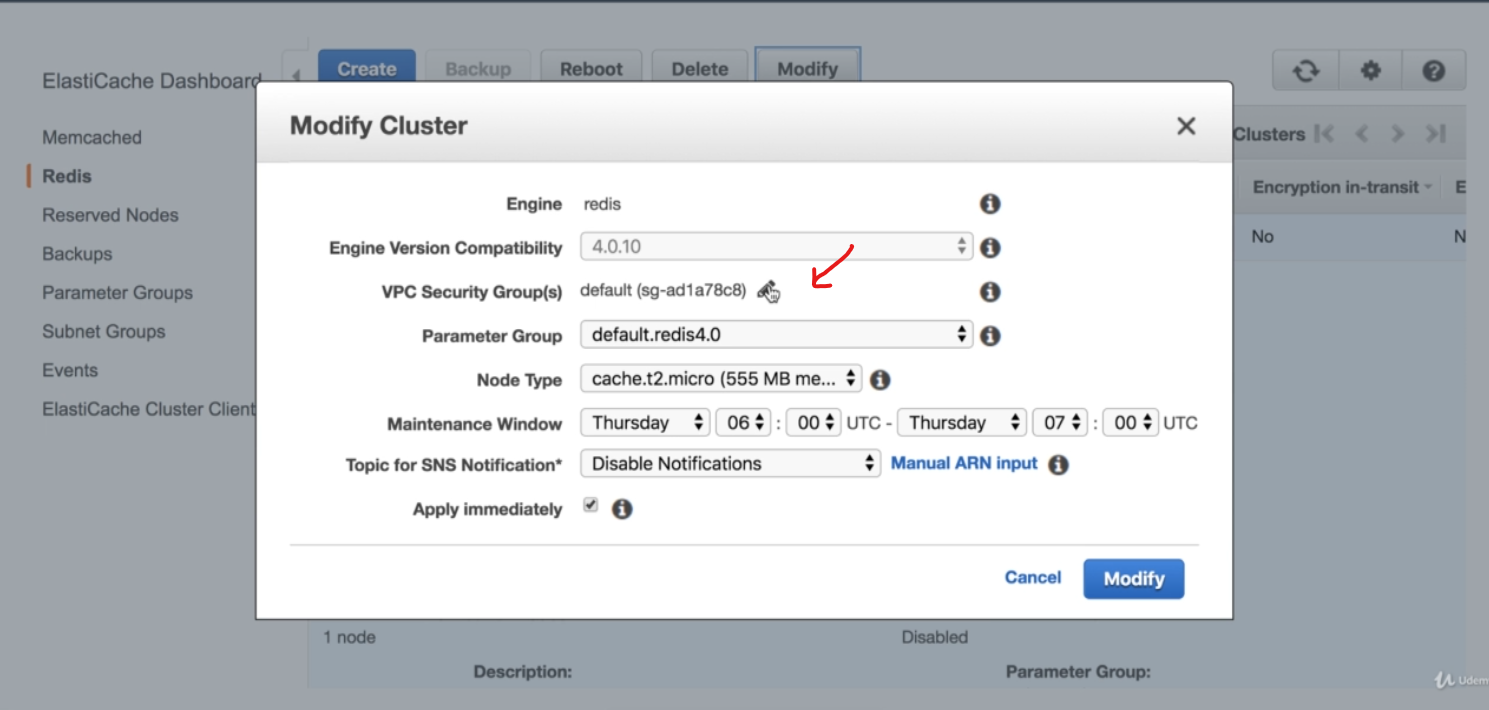 ElastiCache Dashboard
Create Backup Reboot Delete Modify
Memcached
Redis
Reserved Nodes
Backups
Parameter Groups
Subnet Groups
Events
ElastiCache Cluster Client
Clusters
Encryption in-transit E
No N
Modify Cluster
Engine redis
Engine Version Compatibility 4.0.10
VPC Security Group(s) default (sg-ad1a78c8)
Parameter Group default.redis4.0
Node Type cache.t2.micro (555 MB me...
Maintenance Window Thursday 06 : 00 UTC - Thursday 07 : 00 UTC
Topic for SNS Notification* Disable Notifications Manual ARN input
Apply immediately
Cancel Modify
1 node Disabled
Description: Parameter Group:
Udem